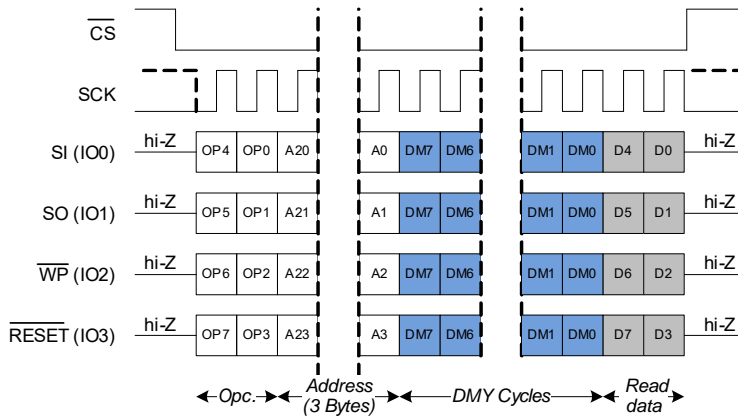 CS
SCK
SI (IO0) hi-Z OP4 OP0 A20 A0 DM7 DM6 DM1 DM0 D4 D0 hi-Z
SO (IO1) hi-Z OP5 OP1 A21 A1 DM7 DM6 DM1 DM0 D5 D1 hi-Z
WP (IO2) hi-Z OP6 OP2 A22 A2 DM7 DM6 DM1 DM0 D6 D2 hi-Z
RESET (IO3) hi-Z OP7 OP3 A23 A3 DM7 DM6 DM1 DM0 D7 D3 hi-Z
Opc. Address DMY Cycles Read
(3 Bytes) data